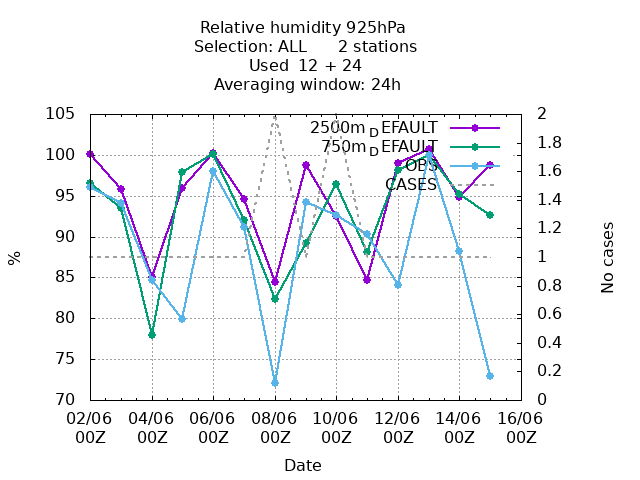 Relative humidity 925hPa
Selection: ALL      2 stations
Used  12 + 24
Averaging window: 24h
105
100
95
90
85
80
75
70
2
1.8
1.6
1.4
1.2
1
0.8
0.6
0.4
0.2
0
2500mDEFAULT
750mDEFAULT
OBS
CASES
%
No cases
02/06 04/06 06/06 08/06 10/06 12/06 14/06 16/06
00Z 00Z 00Z 00Z 00Z 00Z 00Z 00Z
Date